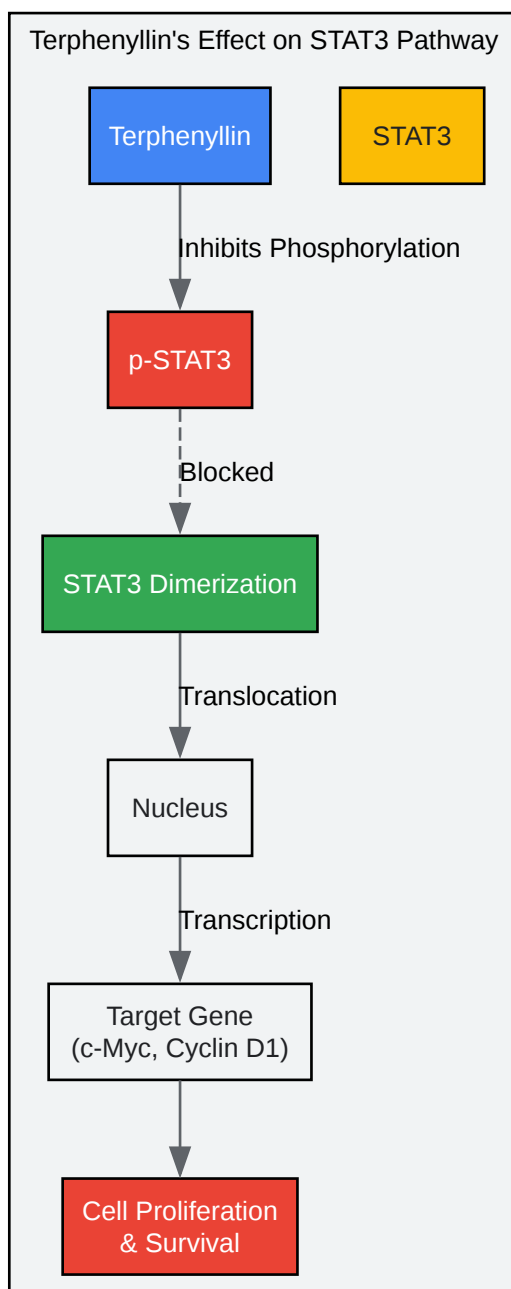 Terphenyllin's Effect on STAT3 Pathway
Terphenyllin
STAT3
Inhibits Phosphorylation
p-STAT3
Blocked
STAT3 Dimerization
Translocation
Nucleus
Transcription
Target Gene
(c-Myc, Cyclin D1)
Cell Proliferation
& Survival